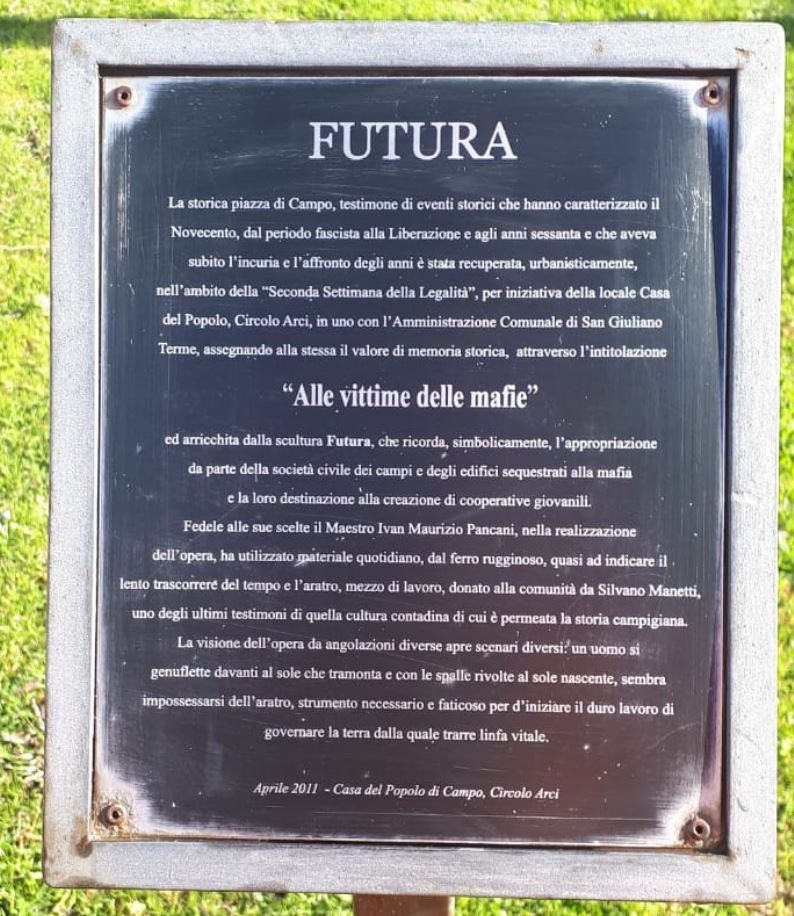 FUTURA
La storica piazza di Campo, testimone di eventi storici che hanno caratterizzato il
Novecento, dal periodo fascista alla Liberazione e agli anni sessanta e che aveva
subito l'incuria e l'affronto degli anni è stata recuperata, urbanisticamente,
nell'ambito della “Seconda Settimana della Legalità”, per iniziativa della locale Casa
del Popolo, Circolo Arci, in uno con l'Amministrazione Comunale di San Giuliano
Terme, assegnando alla stessa il valore di memoria storica, attraverso l'intitolazione
“Alle vittime delle mafie”
ed arricchita dalla scultura Futura, che ricorda, simbolicamente, l'appropriazione
da parte della società civile dei campi e degli edifici sequestrati alla mafia
e la loro destinazione alla creazione di cooperative giovanili.
Fedele alle sue scelte il Maestro Ivan Maurizio Pancani, nella realizzazione
dell'opera, ha utilizzato materiale quotidiano, dal ferro rugginoso, quasi ad indicare il
lento trascorrere del tempo e l'aratro, mezzo di lavoro, donato alla comunità da Silvano Manetti,
uno degli ultimi testimoni di quella cultura contadina di cui è permeata la storia campigiana.
La visione dell'opera da angolazioni diverse apre scenari diversi: un uomo si
genuflette davanti al sole che tramonta e con le spalle rivolte al sole nascente, sembra
impossessarsi dell'aratro, strumento necessario e faticoso per d'iniziare il duro lavoro di
governare la terra dalla quale trarre linfa vitale.
Aprile 2011 - Casa del Popolo di Campo, Circolo Arci